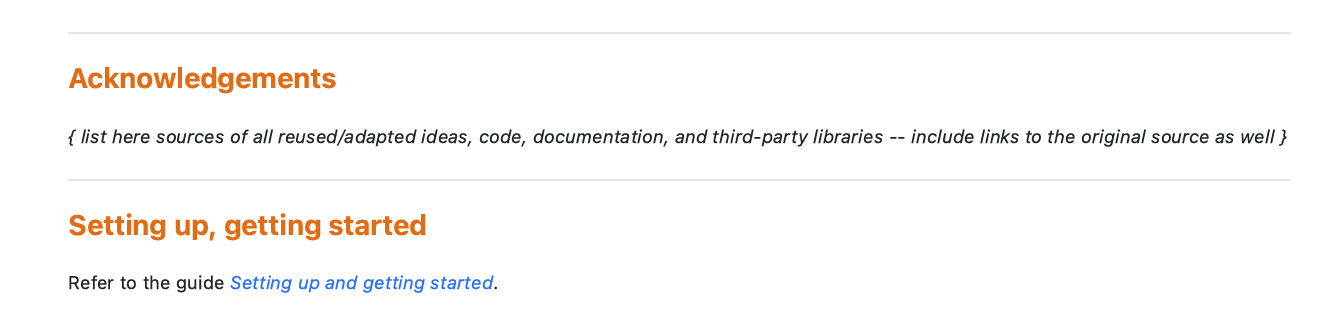 Acknowledgements
{ list here sources of all reused/adapted ideas, code, documentation, and third-party libraries -- include links to the original source as well }
Setting up, getting started
Refer to the guide Setting up and getting started.